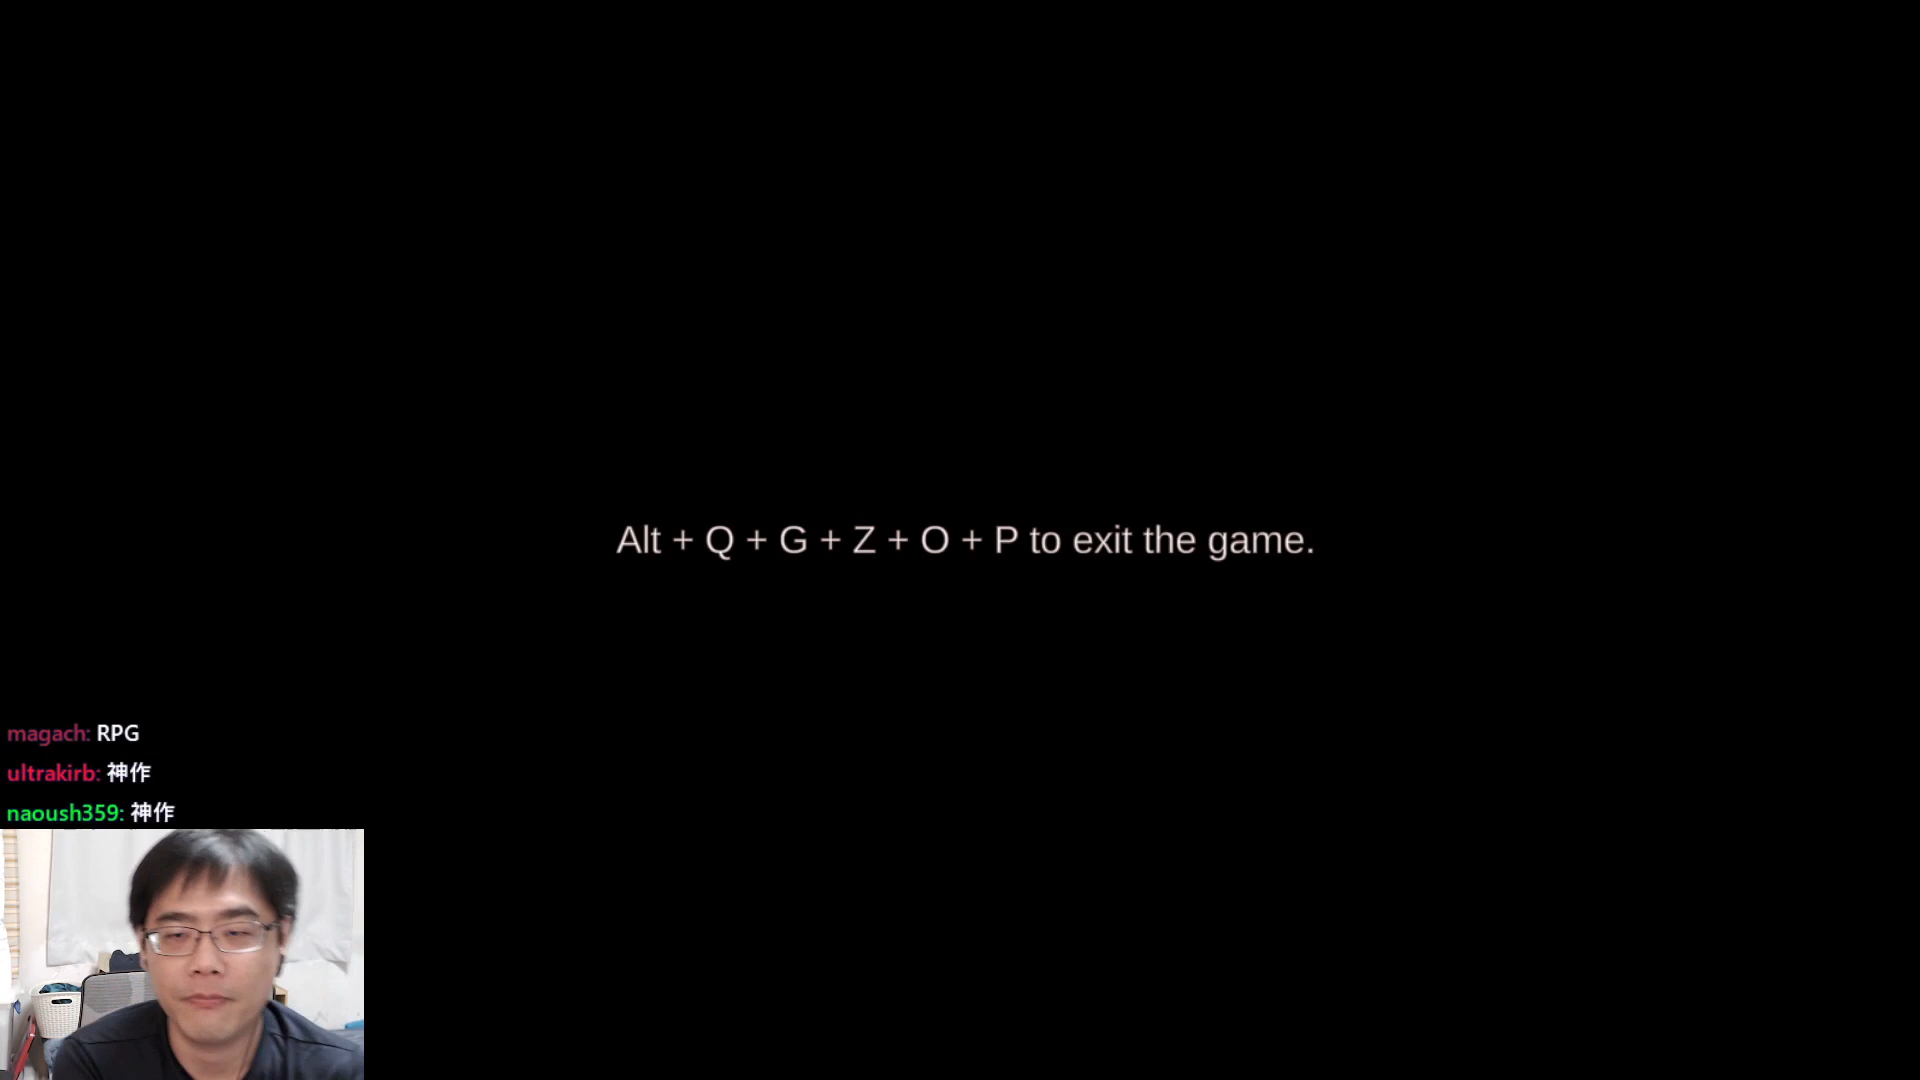 Alt + Q + G + Z + O + P to exit the game.
magach: RPG
ultrakirb: 神作
naoush359: 神作